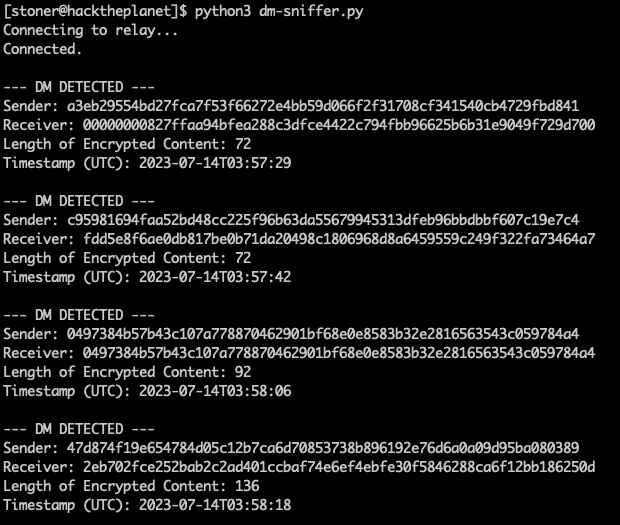 [stoner@hacktheplanet]$ python3 dm-sniffer.py
Connecting to relay...
Connected.
--- DM DETECTED ---
Sender: a3eb29554bd27fca7f53f66272e4bb59d066f2f31708cf341540cb4729fbd841
Receiver: 00000000827ffaa94bfea288c3dfce4422c794fbb96625b6b31e9049f729d700
Length of Encrypted Content: 72
Timestamp (UTC): 2023-07-14T03:57:29
--- DM DETECTED ---
Sender: c95981694faa52bd48cc225f96b63da55679945313dfeb96bbdbbf607c19e7c4
Receiver: fdd5e8f6ae0db817be0b71da20498c1806968d8a6459559c249f322fa73464a7
Length of Encrypted Content: 72
Timestamp (UTC): 2023-07-14T03:57:42
--- DM DETECTED ---
Sender: 0497384b57b43c107a778870462901bf68e0e8583b32e2816563543c059784a4
Receiver: 0497384b57b43c107a778870462901bf68e0e8583b32e2816563543c059784a4
Length of Encrypted Content: 92
Timestamp (UTC): 2023-07-14T03:58:06
--- DM DETECTED ---
Sender: 47d874f19e654784d05c12b7ca6d70853738b896192e76d6a0a09d95ba080389
Receiver: 2eb702fce252bab2c2ad401ccbaf74e6ef4ebfe30f5846288ca6f12bb186250d
Length of Encrypted Content: 136
Timestamp (UTC): 2023-07-14T03:58:18